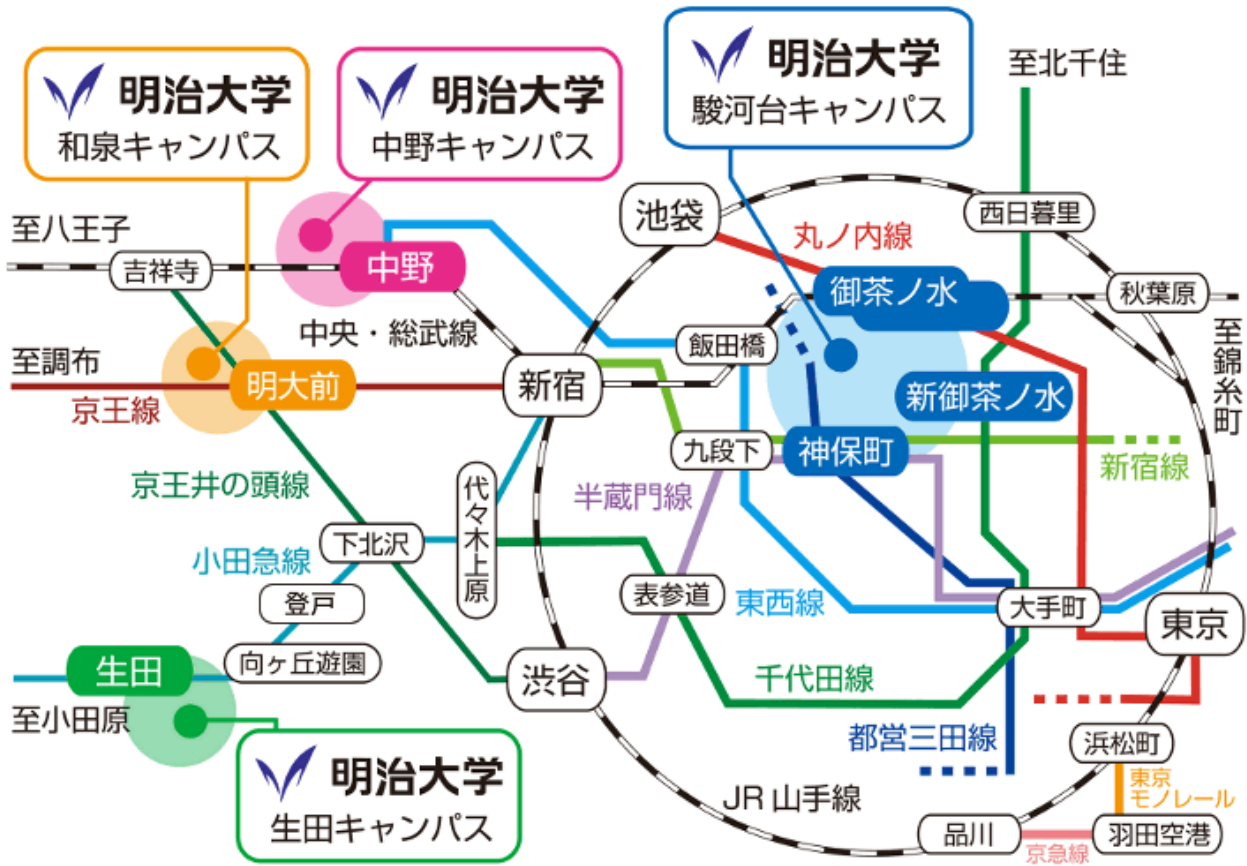 明治大学
和泉キャンパス
明治大学
中野キャンパス
明治大学
駿河台キャンパス
至北千住
至八王子
吉祥寺
中野
池袋
丸ノ内線
西日暮里
御茶ノ水
秋葉原
中央・総武線
飯田橋
至錦糸町
至調布
京王線
明大前
新宿
新御茶ノ水
九段下
神保町
新宿線
京王井の頭線
半蔵門線
代々木上原
下北沢
小田急線
登戸
表参道
東西線
大手町
東京
向ヶ丘遊園
生田
渋谷
千代田線
至小田原
都営三田線
浜松町
明治大学
生田キャンパス
JR 山手線
東京
モノレール
品川
京急線
羽田空港